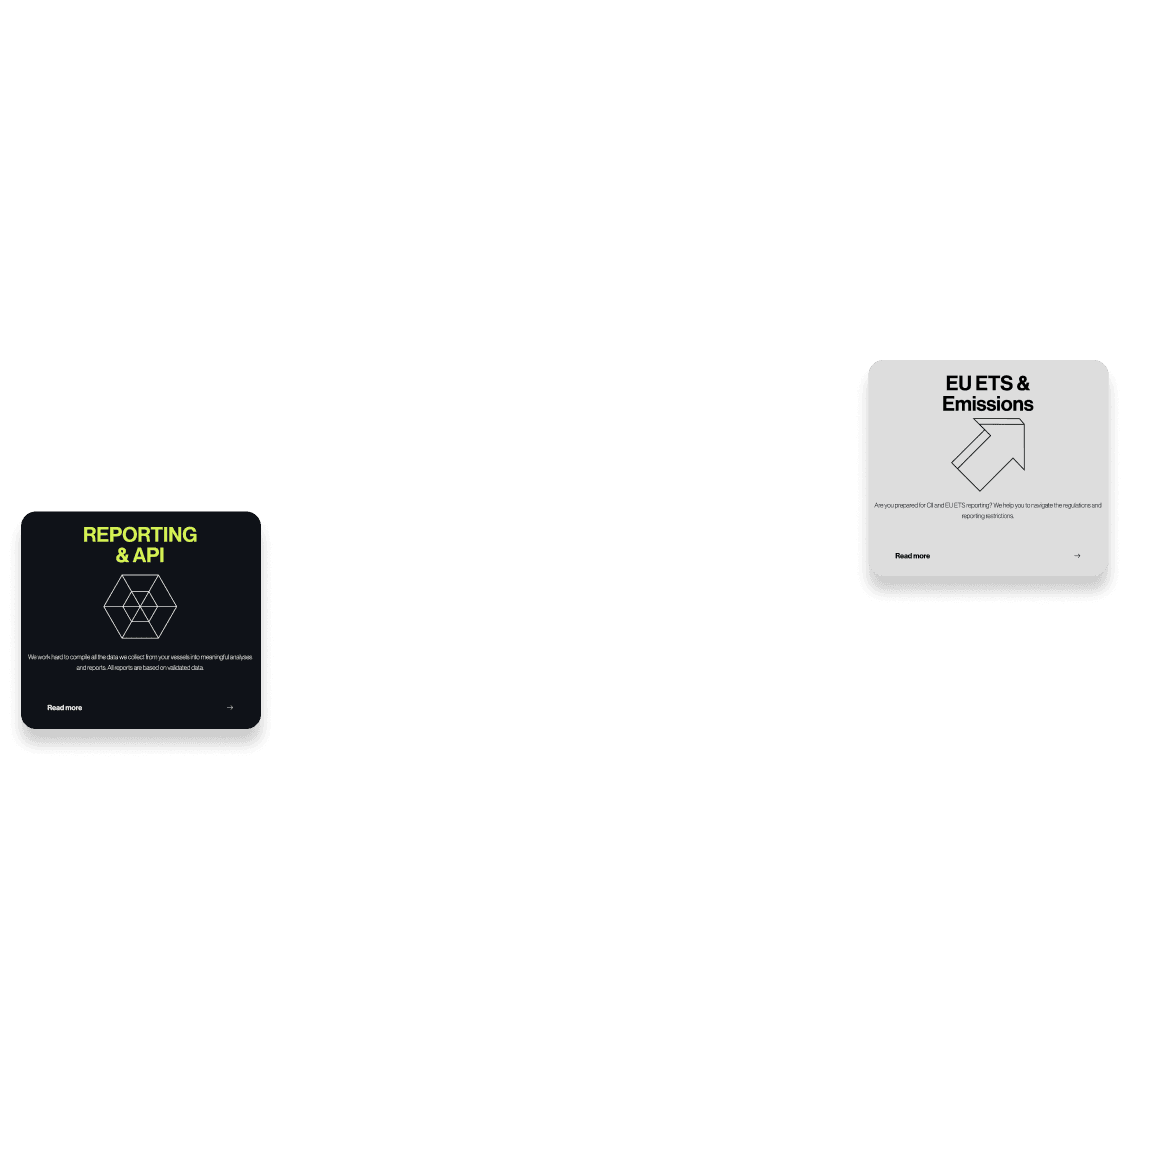 EU ETS &
Emissions
Are you prepared for CII and EU ETS reporting? We help you to navigate the regulations and
reporting restrictions.
Read more
REPORTING
& API
We work hard to compile all the data we collect from your vessels into meaningful analyses
and reports. All reports are based on validated data.
Read more